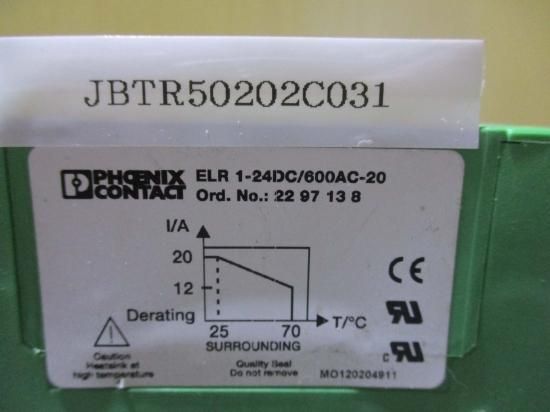 JBTR50202C031
PHOENIX CONTACT
ELR 1-24DC/600AC-20
Ord. No.: 22 97 13 8
I/A
20
12
Derating
25
70
T/°C
SURROUNDING
CE
Caution
Heatsink at
high temperature
Quality Seal
Do not remove
c
MO120204911